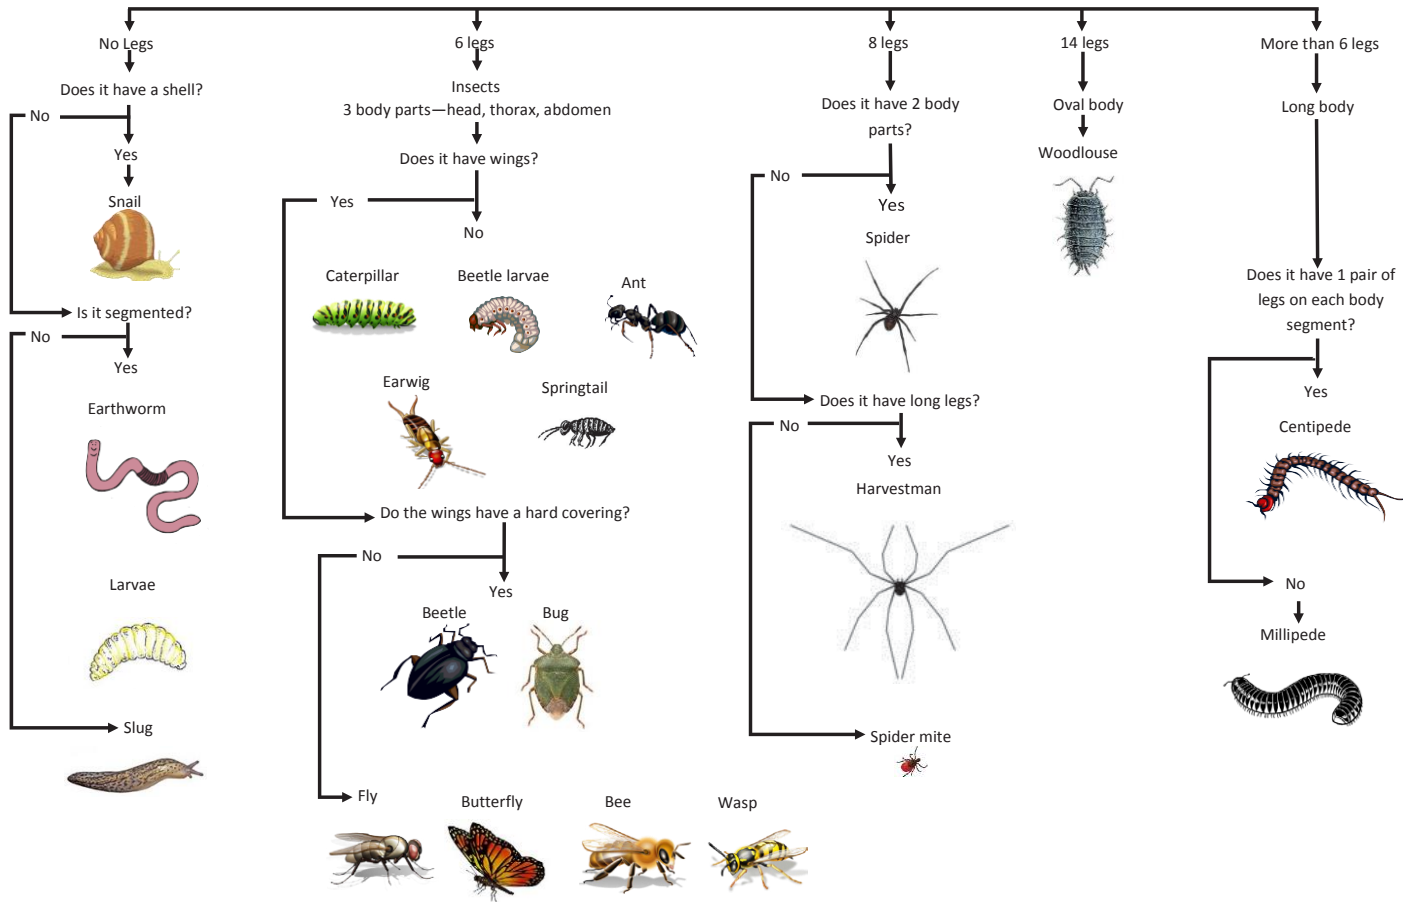 No Legs
Does it have a shell?
No
Yes
Snail
Is it segmented?
No
Yes
Earthworm
Larvae
Slug
6 legs
Insects
3 body parts—head, thorax, abdomen
Does it have wings?
Yes
No
Caterpillar
Beetle larvae
Ant
Earwig
Springtail
Do the wings have a hard covering?
No
Yes
Beetle
Bug
Fly
Butterfly
Bee
Wasp
8 legs
Does it have 2 body
parts?
No
Yes
Spider
Does it have long legs?
No
Yes
Harvestman
Spider mite
14 legs
Oval body
Woodlouse
More than 6 legs
Long body
Does it have 1 pair of
legs on each body
segment?
Yes
Centipede
No
Millipede